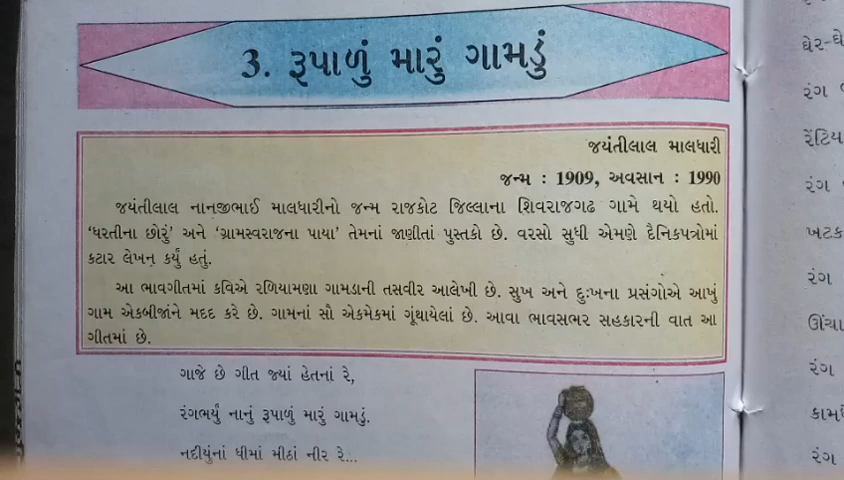 3. રૂપાળું મારું ગામડું
જયંતીલાલ માલધારી
જન્મ : 1909, અવસાન : 1990
જયંતીલાલ નાનજીભાઈ માલધારીનો જન્મ રાજકોટ જિલ્લાના શિવરાજગઢ ગામે થયો હતો.
‘ધરતીના છોરું’ અને ‘ગ્રામસ્વરાજના પાયા’ તેમનાં જાણીતાં પુસ્તકો છે. વરસો સુધી એમણે દૈનિકપત્રોમાં
કટાર લેખન કર્યું હતું.
આ ભાવગીતમાં કવિએ રળિયામણા ગામડાની તસવીર આલેખી છે. સુખ અને દુઃખના પ્રસંગોએ આખું
ગામ એકબીજાંને મદદ કરે છે. ગામનાં સૌ એકમેકમાં ગૂંથાયેલાં છે. આવા ભાવસભર સહકારની વાત આ
ગીતમાં છે.
ગાજે છે ગીત જ્યાં હેતનાં રે,
રંગભર્યું નાનું રૂપાળું મારું ગામડું.
નદીયુંનાં ધીમાં મીઠાં નીર રે...
ઘેર-ઘે
રંગ
રેંટિય
રંગ
ખટક
રંગ
ઊંચા
રંગ
કામ
રંગ